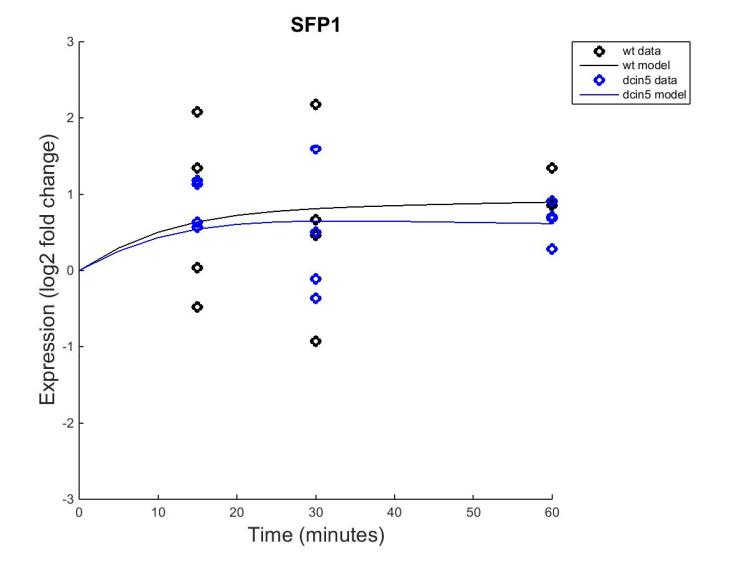 SFP1
wt data
wt model
dcin5 data
dcin5 model
3
2
1
0
-1
-2
-3
Expression (log2 fold change)
0 10 20 30 40 50 60
Time (minutes)